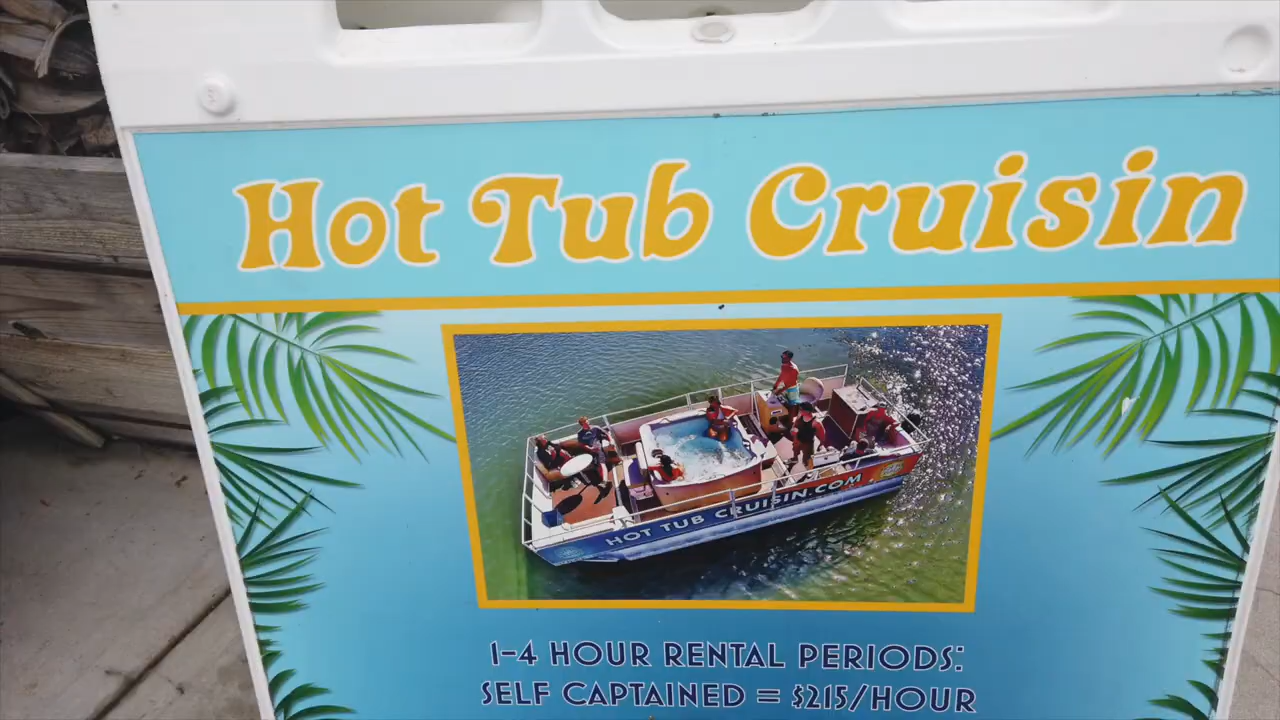 Hot Tub Cruisin
HOT TUB CRUISIN.COM
1-4 HOUR RENTAL PERIODS:
SELF CAPTAINED = $215/HOUR